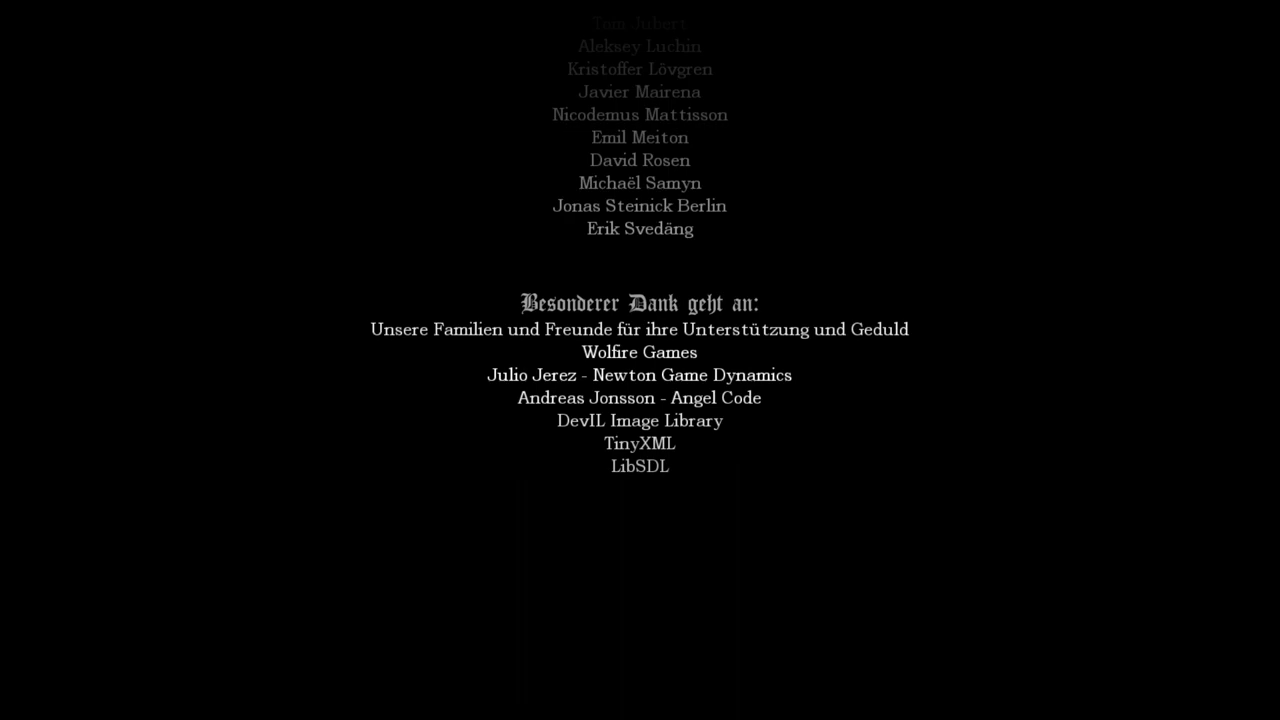 Tom Jubert
Aleksey Luchin
Kristoffer Lövgren
Javier Mairena
Nicodemus Mattisson
Emil Meiton
David Rosen
Michaël Samyn
Jonas Steinick Berlin
Erik Svedäng
Besonderer Dank geht an:
Unsere Familien und Freunde für ihre Unterstützung und Geduld
Wolfire Games
Julio Jerez - Newton Game Dynamics
Andreas Jonsson - Angel Code
DevIL Image Library
TinyXML
LibSDL